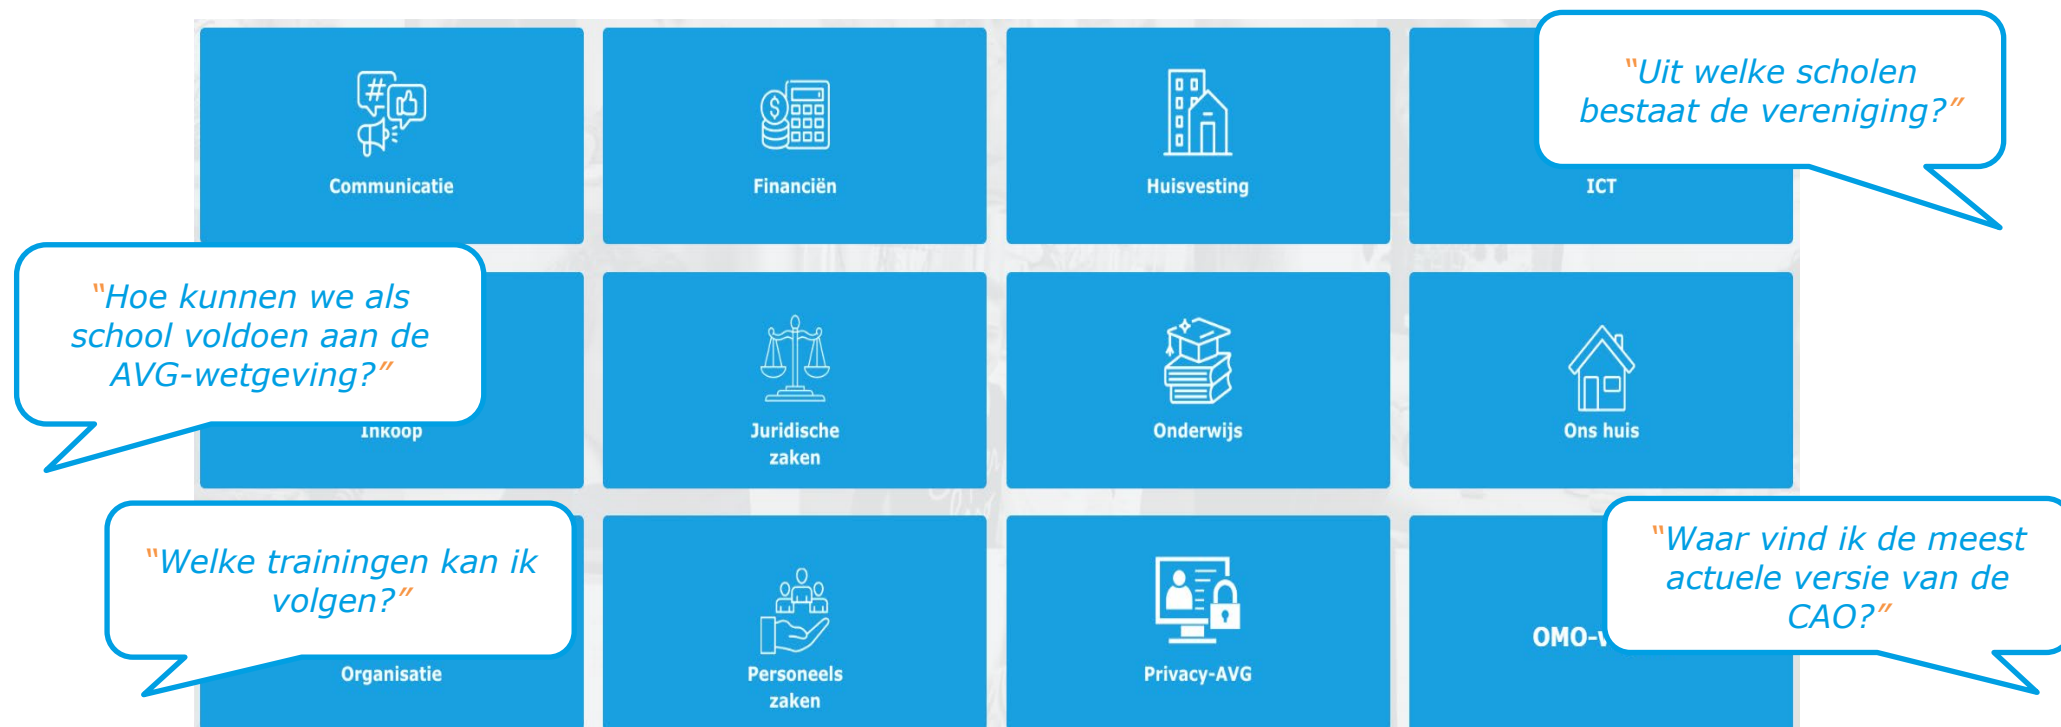 Communicatie
Financiën
Huisvesting
ICT
“Uit welke scholen
bestaat de vereniging?”
“Hoe kunnen we als
school voldoen aan de
AVG-wetgeving?”
Inkoop
Juridische
zaken
Onderwijs
Ons huis
“Welke trainingen kan ik
volgen?”
Organisatie
Personeels
zaken
Privacy-AVG
OMO-
“Waar vind ik de meest
actuele versie van de
CAO?”